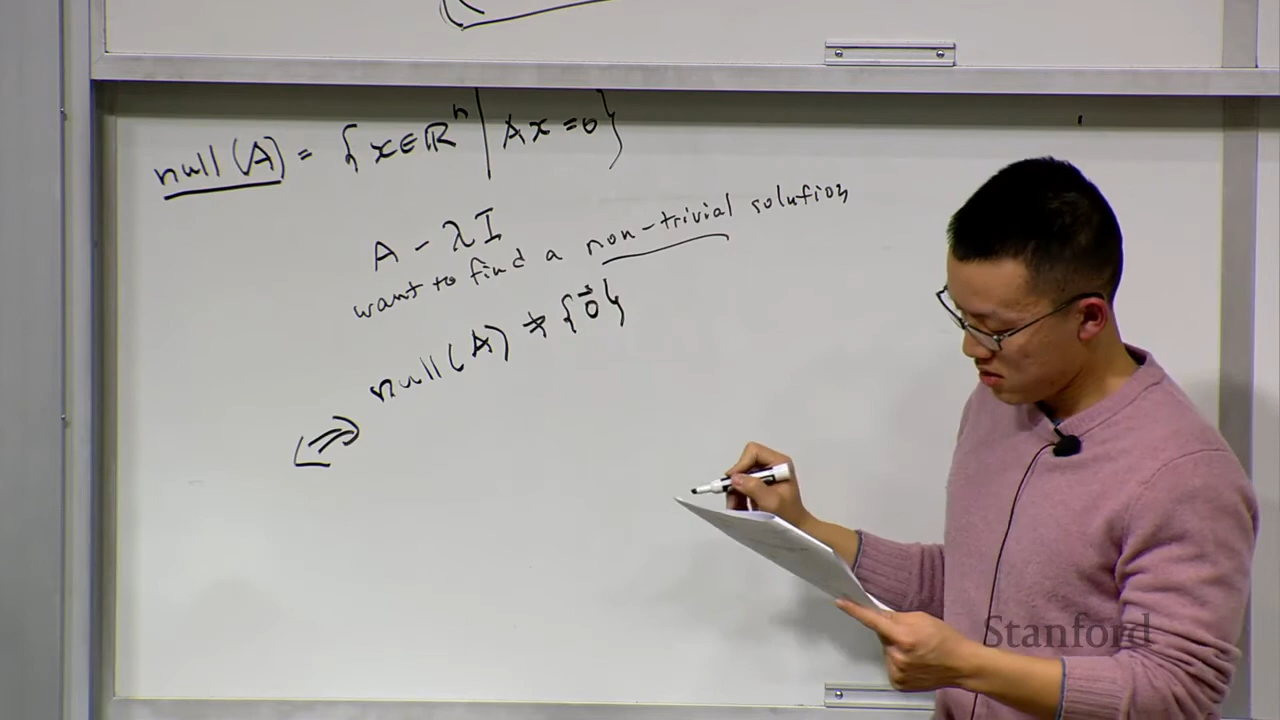 null(A) = {x∈ℝⁿ | Ax = 0}
A - λI
want to find a non-trivial solution
null(A) ≠ {0⃗}
⇔
Stanford